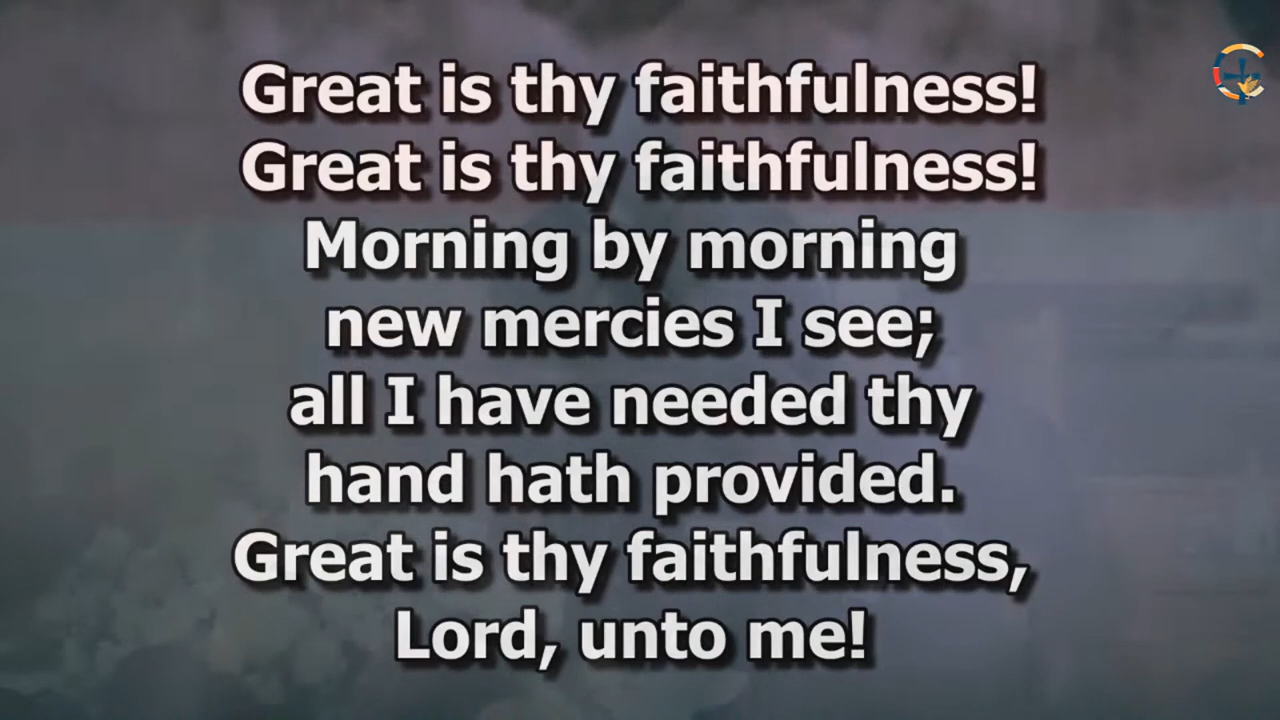 Great is thy faithfulness!
Great is thy faithfulness!
Morning by morning
new mercies I see;
all I have needed thy
hand hath provided.
Great is thy faithfulness,
Lord, unto me!